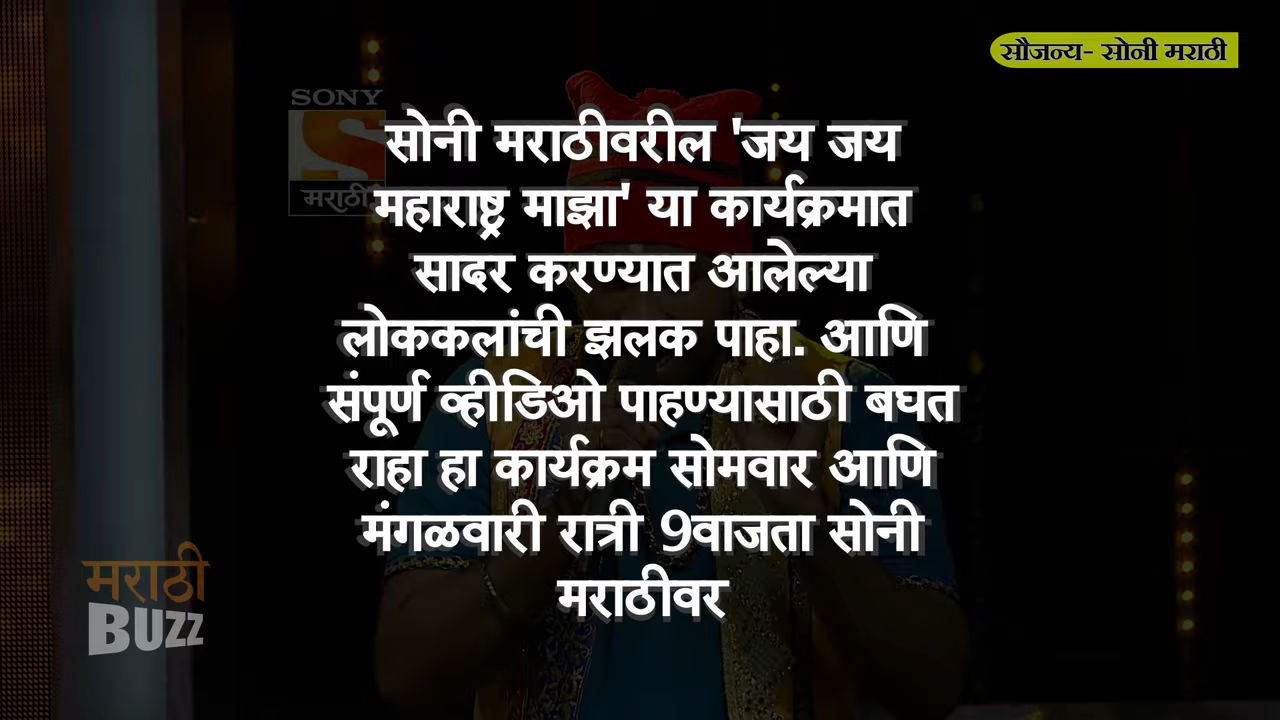 सौजन्य- सोनी मराठी
SONY
मराठी
सोनी मराठीवरील 'जय जय
महाराष्ट्र माझा' या कार्यक्रमात
सादर करण्यात आलेल्या
लोककलांची झलक पाहा. आणि
संपूर्ण व्हीडिओ पाहण्यासाठी बघत
राहा हा कार्यक्रम सोमवार आणि
मंगळवारी रात्री 9वाजता सोनी
मराठीवर
मराठी
BUZZ